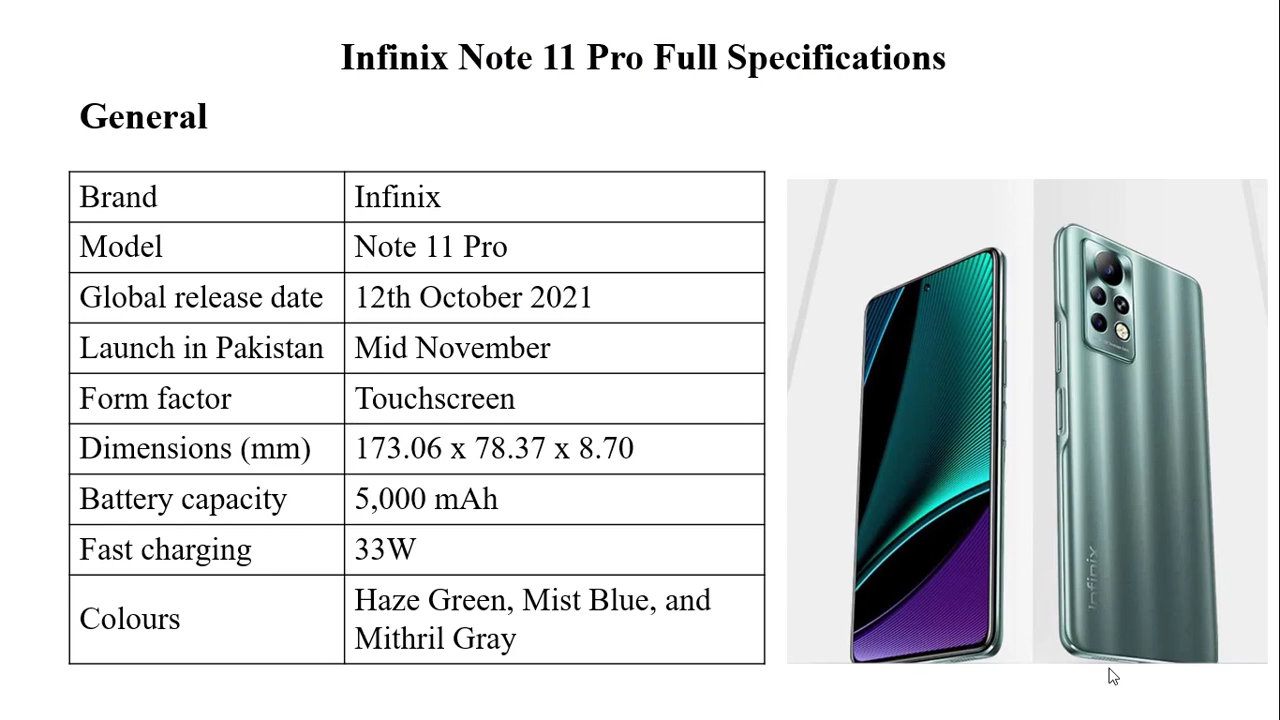 Infinix Note 11 Pro Full Specifications
General
Brand Infinix
Model Note 11 Pro
Global release date 12th October 2021
Launch in Pakistan Mid November
Form factor Touchscreen
Dimensions (mm) 173.06 x 78.37 x 8.70
Battery capacity 5,000 mAh
Fast charging 33W
Colours Haze Green, Mist Blue, and
Mithril Gray
Infinix